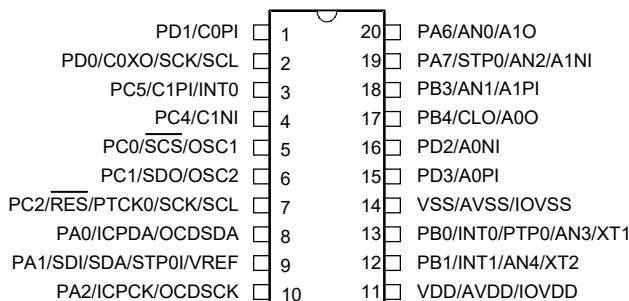 PD1/C0PI 1 20 PA6/AN0/A1O
PD0/C0XO/SCK/SCL 2 19 PA7/STP0/AN2/A1NI
PC5/C1PI/INT0 3 18 PB3/AN1/A1PI
PC4/C1NI 4 17 PB4/CLO/A0O
PC0/SCS/OSC1 5 16 PD2/A0NI
PC1/SDO/OSC2 6 15 PD3/A0PI
PC2/RES/PTCK0/SCK/SCL 7 14 VSS/AVSS/IOVSS
PA0/ICPDA/OCDSDA 8 13 PB0/INT0/PTP0/AN3/XT1
PA1/SDI/SDA/STP0I/VREF 9 12 PB1/INT1/AN4/XT2
PA2/ICPCK/OCDSCK 10 11 VDD/AVDD/IOVDD